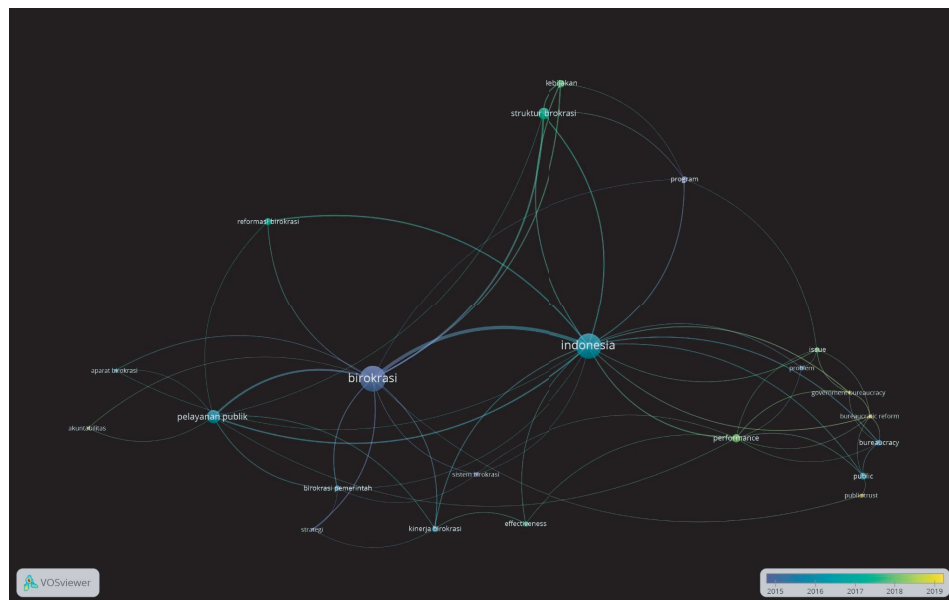 kebijakan
struktur birokrasi
program
reformasi birokrasi
indonesia
issue
problem
aparat birokrasi
birokrasi
government bureaucracy
pelayanan publik
bureaucratic reform
akuntabilitas
performance
bureaucracy
sistem birokrasi
public
birokrasi pemerintah
public trust
strategi
kinerja birokrasi
effectiveness
VOSviewer
2015 2016 2017 2018 2019